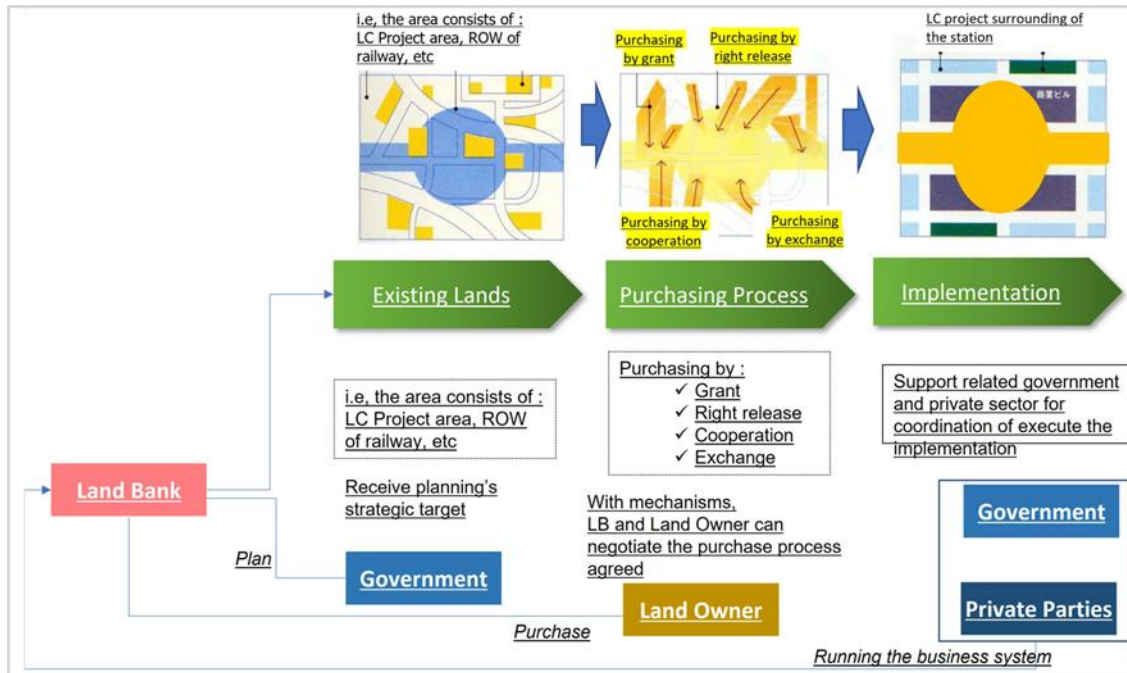 i.e, the area consists of :
LC Project area, ROW of
railway, etc
Purchasing
by grant
Purchasing by
right release
LC project surrounding of
the station
商業ビル
Purchasing by
cooperation
Purchasing
by exchange
Existing Lands
Purchasing Process
Implementation
i.e, the area consists of :
LC Project area, ROW
of railway, etc
Purchasing by :
✓ Grant
✓ Right release
✓ Cooperation
✓ Exchange
Support related government
and private sector for
coordination of execute the
implementation
Land Bank
Receive planning's
strategic target
With mechanisms,
LB and Land Owner can
negotiate the purchase process
agreed
Plan
Government
Land Owner
Purchase
Government
Private Parties
Running the business system